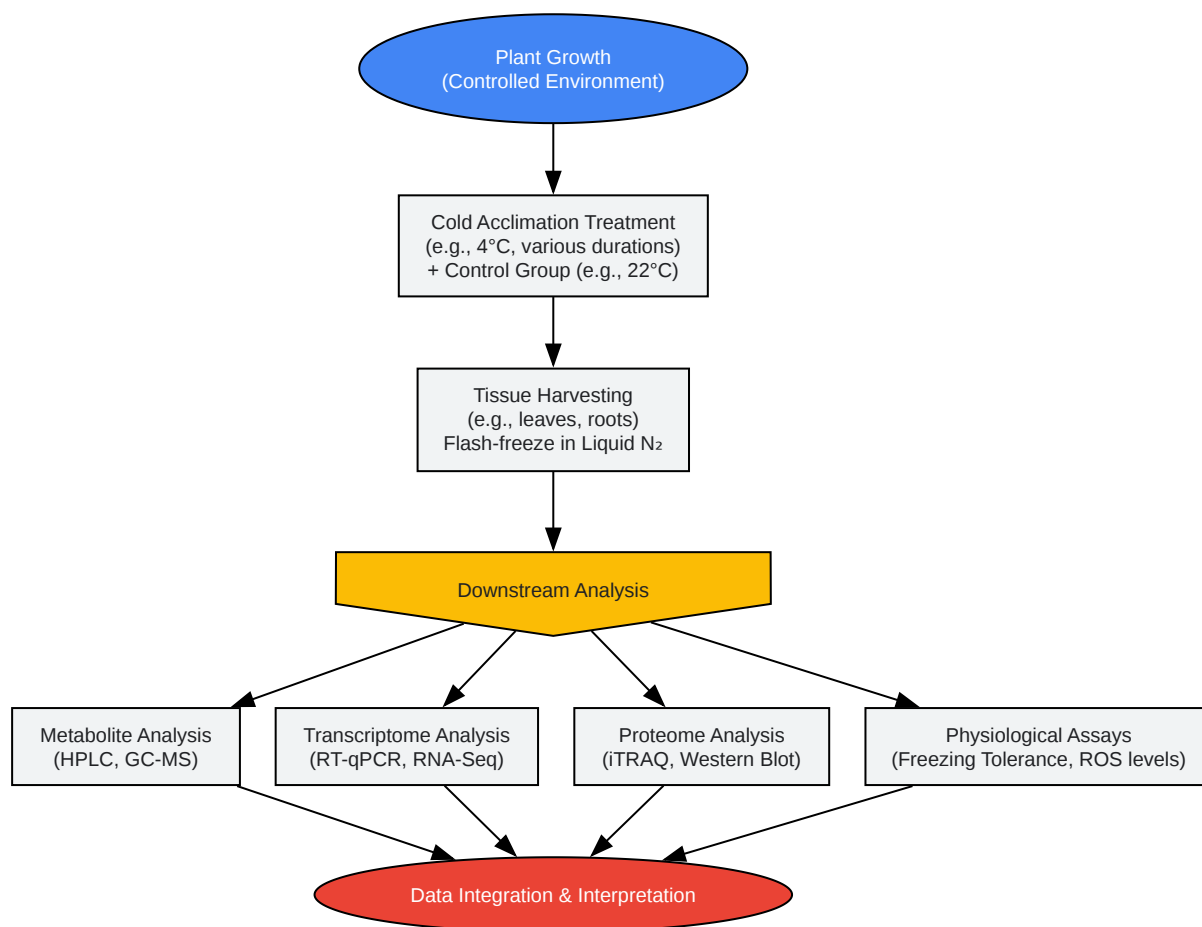 Plant Growth
(Controlled Environment)
Cold Acclimation Treatment
(e.g., 4°C, various durations)
+ Control Group (e.g., 22°C)
Tissue Harvesting
(e.g., leaves, roots)
Flash-freeze in Liquid N₂
Downstream Analysis
Metabolite Analysis
(HPLC, GC-MS)
Transcriptome Analysis
(RT-qPCR, RNA-Seq)
Proteome Analysis
(iTRAQ, Western Blot)
Physiological Assays
(Freezing Tolerance, ROS levels)
Data Integration & Interpretation